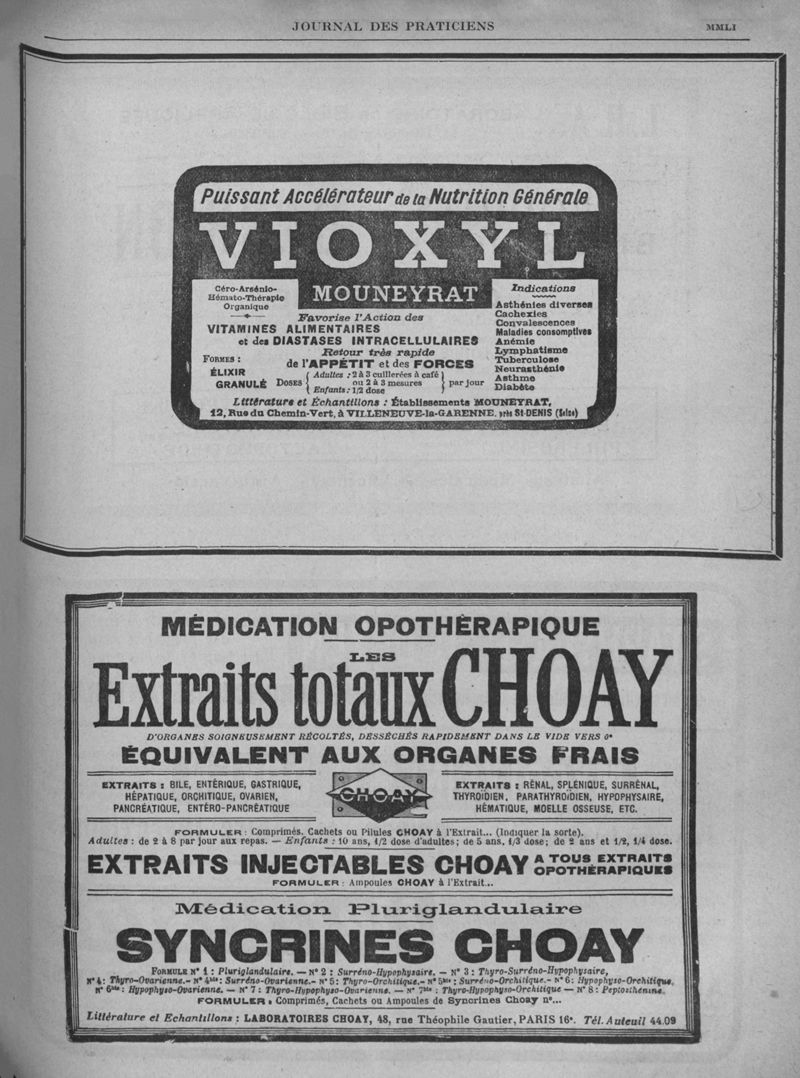 JOURNAL DES PRATICIENS
MMLI
Puissant Accélérateur de la Nutrition Générale
VIOXYL
MOUNEYRAT
Céro-Arsénio-
Hémato-Thérapie
Organique
Favorise l'Action des
VITAMINES ALIMENTAIRES
et des DIASTASES INTRACELLULAIRES
Retour très rapide
de l'APPÉTIT et des FORCES
FORMES :
ÉLIXIR
GRANULÉ
DOSES
Adultes : 2 à 3 cuillerées à café
ou 2 à 3 mesures
Enfants : 1/2 dose
par jour
Indications
Asthénies diverses
Cachexies
Convalescences
Maladies consomptives
Anémie
Lymphatisme
Tuberculose
Neurasthénie
Asthme
Diabète
Littérature et Échantillons : Établissements MOUNEYRAT,
12, Rue du Chemin-Vert, à VILLENEUVE-la-GARENNE, près St-DENIS (Seine)
MÉDICATION OPOTHÉRAPIQUE
LES
Extraits totaux CHOAY
D'ORGANES SOIGNEUSEMENT RÉCOLTÉS, DESSÉCHÉS RAPIDEMENT DANS LE VIDE VERS 0°
ÉQUIVALENT AUX ORGANES FRAIS
EXTRAITS : BILE, ENTÉRIQUE, GASTRIQUE,
HÉPATIQUE, ORCHITIQUE, OVARIEN,
PANCRÉATIQUE, ENTÉRO-PANCRÉATIQUE
CHOAY
EXTRAITS : RÉNAL, SPLÉNIQUE, SURRÉNAL,
THYROÏDIEN, PARATHYROÏDIEN, HYPOPHYSAIRE,
HÉMATIQUE, MOELLE OSSEUSE, ETC.
FORMULER : Comprimés, Cachets ou Pilules CHOAY à l'Extrait... (Indiquer la sorte).
Adultes : de 2 à 8 par jour aux repas. — Enfants : 10 ans, 1/2 dose d'adultes; de 5 ans, 1/3 dose; de 2 ans et 1/2, 1/4 dose.
EXTRAITS INJECTABLES CHOAY A TOUS EXTRAITS OPOTHÉRAPIQUES
FORMULER : Ampoules CHOAY à l'Extrait...
Médication Pluriglandulaire
SYNCRINES CHOAY
FORMULE N° 1 : Pluriglandulaire. — N° 2 : Surréno-Hypophysaire. — N° 3 : Thyro-Surréno-Hypophysaire,
N° 4 : Thyro-Ovarienne.- N° 4bis : Surréno-Ovarienne.- N° 5 : Thyro-Orchitique.- N° 5bis : Surréno-Orchitique.- N° 6 : Hypophyso-Orchitique,
N° 6bis : Hypophyso-Ovarienne. — N° 7 : Thyro-Hypophyso-Ovarienne. — N° 7bis : Thyro-Hypophyso-Orchitique — N° 8 : Peptosthénine.
FORMULER : Comprimés, Cachets ou Ampoules de Syncrines Choay n°...
Littérature et Echantillons : LABORATOIRES CHOAY, 48, rue Théophile Gautier, PARIS 16e. Tél. Auteuil 44.09